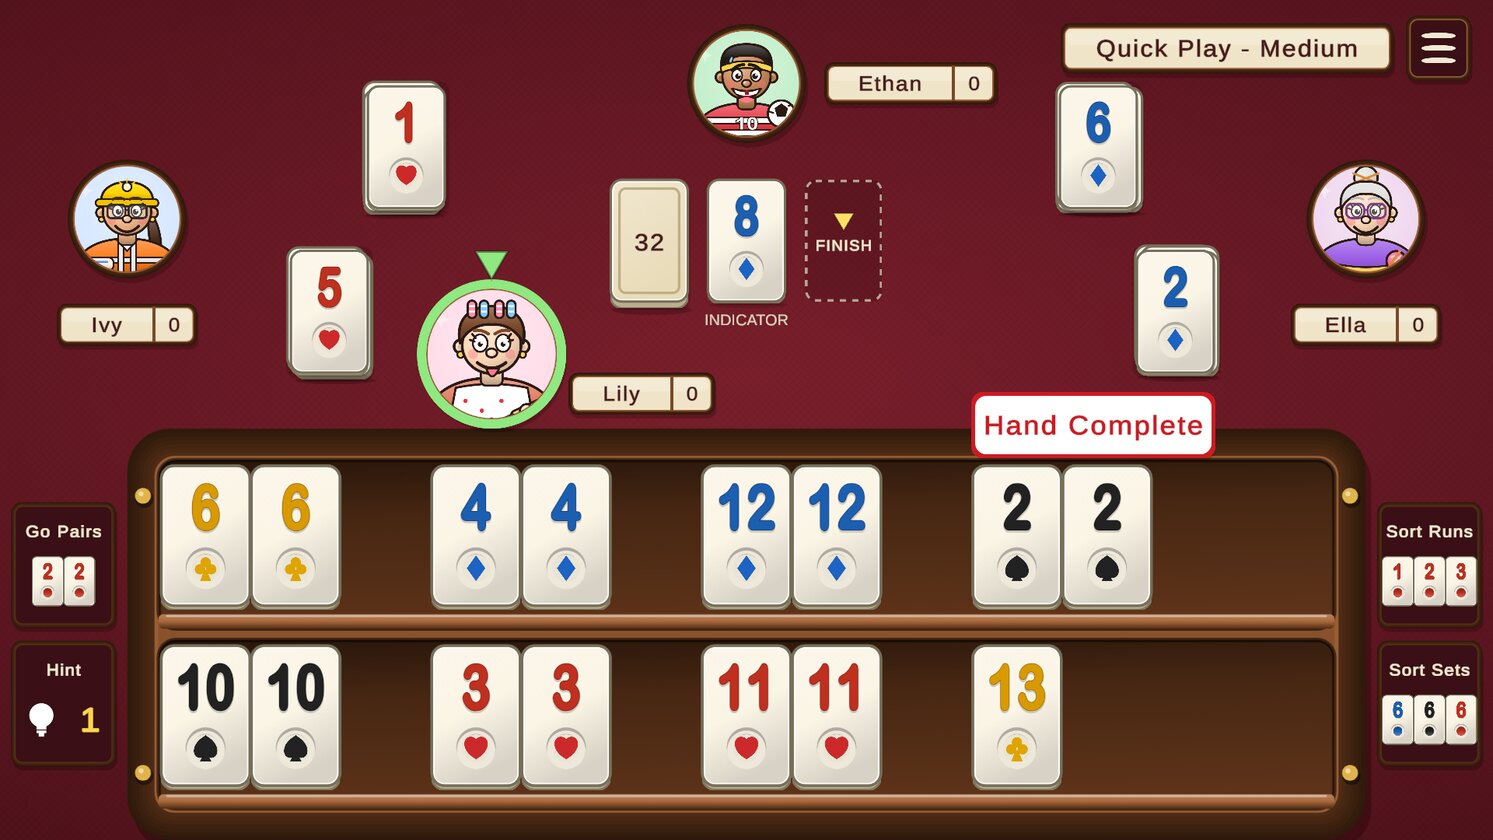 Quick Play - Medium
Ethan 0
10
1
6
32
8
FINISH
INDICATOR
Ivy 0
5
2
Ella 0
Lily 0
Hand Complete
6 6 4 4 12 12 2 2
Go Pairs
2 2
Sort Runs
1 2 3
10 10 3 3 11 11 13
Hint
1
Sort Sets
6 6 6